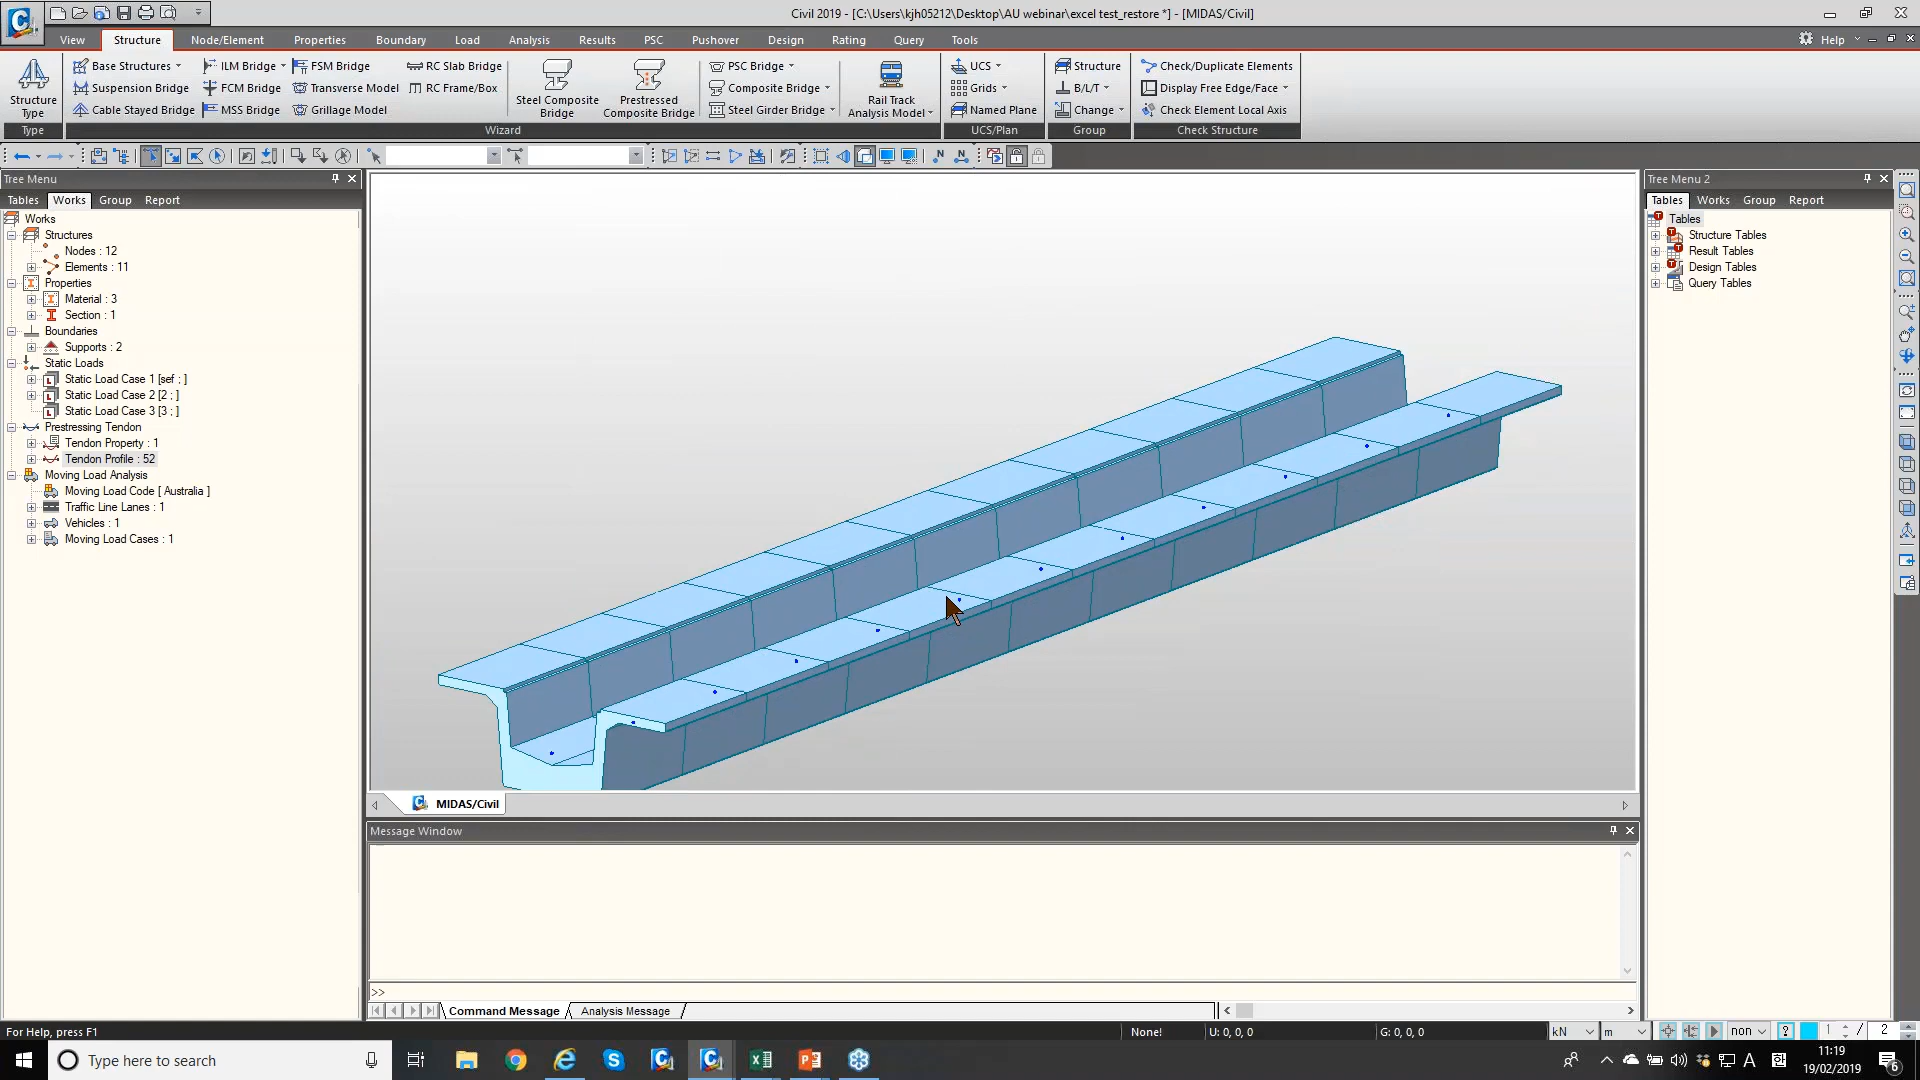 Civil 2019 - [C:\Users\kjh05212\Desktop\AU webinar\excel test_restore *] - [MIDAS/Civil]
View Structure Node/Element Properties Boundary Load Analysis Results PSC Pushover Design Rating Query Tools Help
Structure Type
Type
Base Structures
Suspension Bridge
Cable Stayed Bridge
ILM Bridge
FCM Bridge
MSS Bridge
FSM Bridge
Transverse Model
Grillage Model
RC Slab Bridge
RC Frame/Box
Steel Composite Bridge
Prestressed Composite Bridge
PSC Bridge
Composite Bridge
Steel Girder Bridge
Rail Track Analysis Model
Wizard
UCS
Grids
Named Plane
UCS/Plan
Structure
B/L/T
Change
Group
Check/Duplicate Elements
Display Free Edge/Face
Check Element Local Axis
Check Structure
Tree Menu
Tables Works Group Report
Works
Structures
Nodes : 12
Elements : 11
Properties
Material : 3
Section : 1
Boundaries
Supports : 2
Static Loads
Static Load Case 1 [sef ; ]
Static Load Case 2 [2 ; ]
Static Load Case 3 [3 ; ]
Prestressing Tendon
Tendon Property : 1
Tendon Profile : 52
Moving Load Analysis
Moving Load Code [ Australia ]
Traffic Line Lanes : 1
Vehicles : 1
Moving Load Cases : 1
MIDAS/Civil
Message Window
>>
Command Message Analysis Message
Tree Menu 2
Tables Works Group Report
Tables
Structure Tables
Result Tables
Design Tables
Query Tables
For Help, press F1
None! U: 0, 0, 0 G: 0, 0, 0 kN m non ? 1 / 2
Type here to search
A
11:19
19/02/2019
6